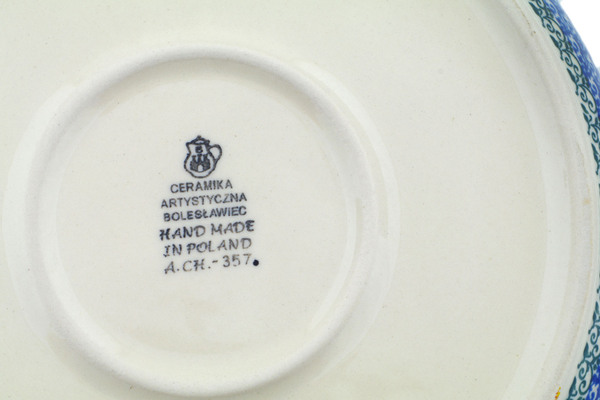 CERAMIKA
ARTYSTYCZNA
BOLESŁAWIEC
HAND MADE
IN POLAND
A.CH.-357.